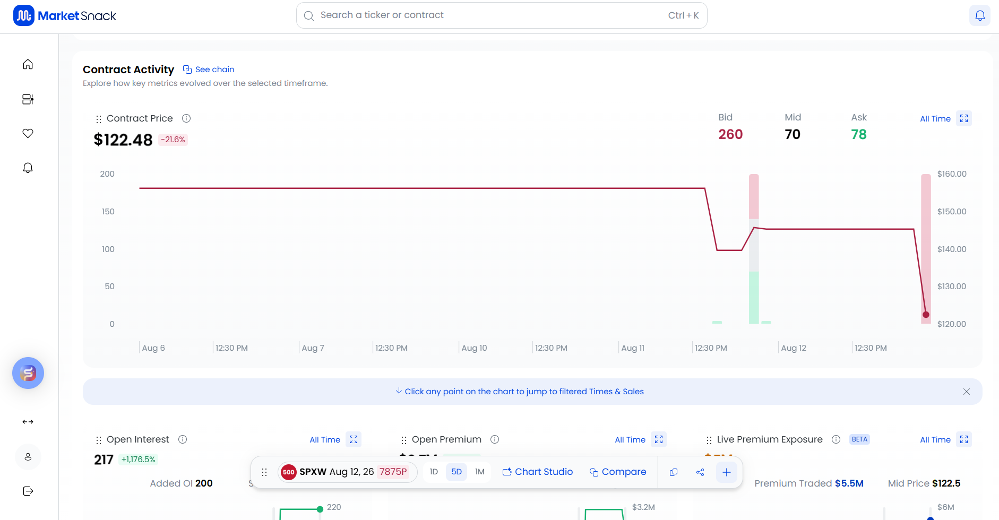 MarketSnack
Search a ticker or contract
Ctrl + K
Contract Activity
See chain
Explore how key metrics evolved over the selected timeframe.
Contract Price
$122.48
-21.6%
Bid
260
Mid
70
Ask
78
All Time
200
150
100
50
0
$160.00
$150.00
$140.00
$130.00
$120.00
Aug 6
12:30 PM
Aug 7
12:30 PM
Aug 10
12:30 PM
Aug 11
12:30 PM
Aug 12
12:30 PM
Click any point on the chart to jump to filtered Times & Sales
Open Interest
All Time
217
+1,176.5%
Added OI 200
220
Open Premium
All Time
$3.2M
Live Premium Exposure
BETA
All Time
Premium Traded $5.5M
Mid Price $122.5
$6M
500
SPXW Aug 12, 26 7875P
1D
5D
1M
Chart Studio
Compare